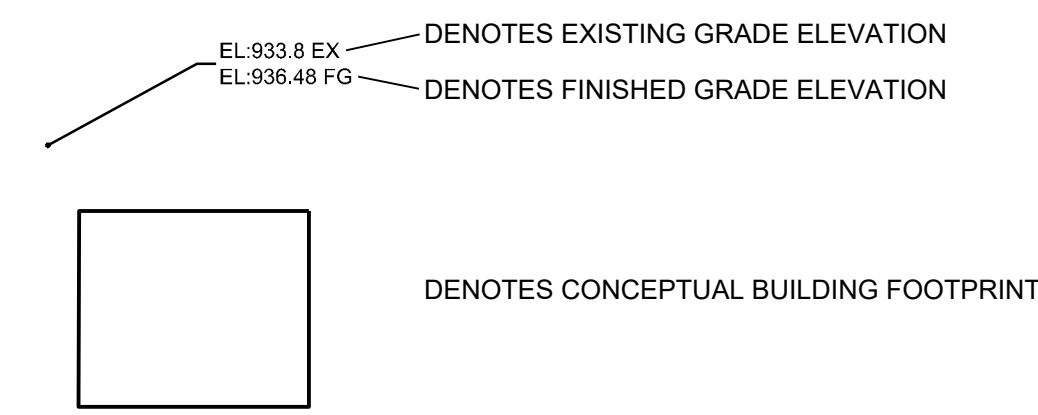 EL:933.8 EX
DENOTES EXISTING GRADE ELEVATION
EL:936.48 FG
DENOTES FINISHED GRADE ELEVATION
DENOTES CONCEPTUAL BUILDING FOOTPRINT